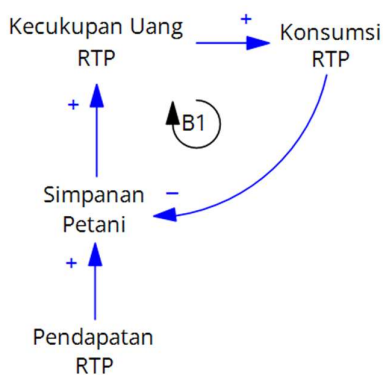 Kecukupan Uang
RTP
+
Konsumsi
RTP
+
B1
Simpanan
Petani
−
+
Pendapatan
RTP